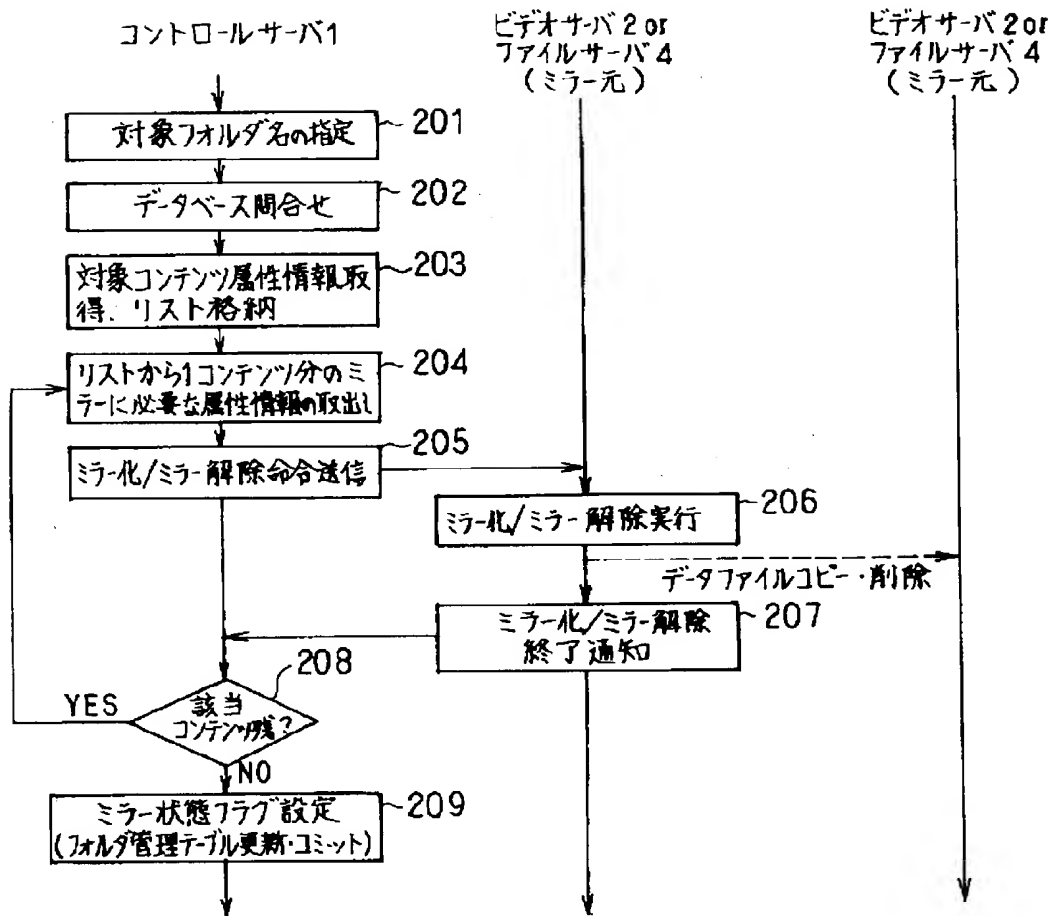 コントロールサーバ1
ビデオサーバ2 or
ファイルサーバ4
(ミラー元)
ビデオサーバ2 or
ファイルサーバ4
(ミラー元)
対象フォルダ名の指定
201
データベース問合せ
202
対象コンテンツ属性情報取
得、リスト格納
203
リストから1コンテンツ分のミ
ラーに必要な属性情報の取出し
204
ミラー化/ミラー解除命令送信
205
ミラー化/ミラー解除実行
206
データファイルコピー・削除
ミラー化/ミラー解除
終了通知
207
208
YES
該当
コンテンツ残?
NO
ミラー状態フラグ設定
(フォルダ管理テーブル更新・コミット)
209